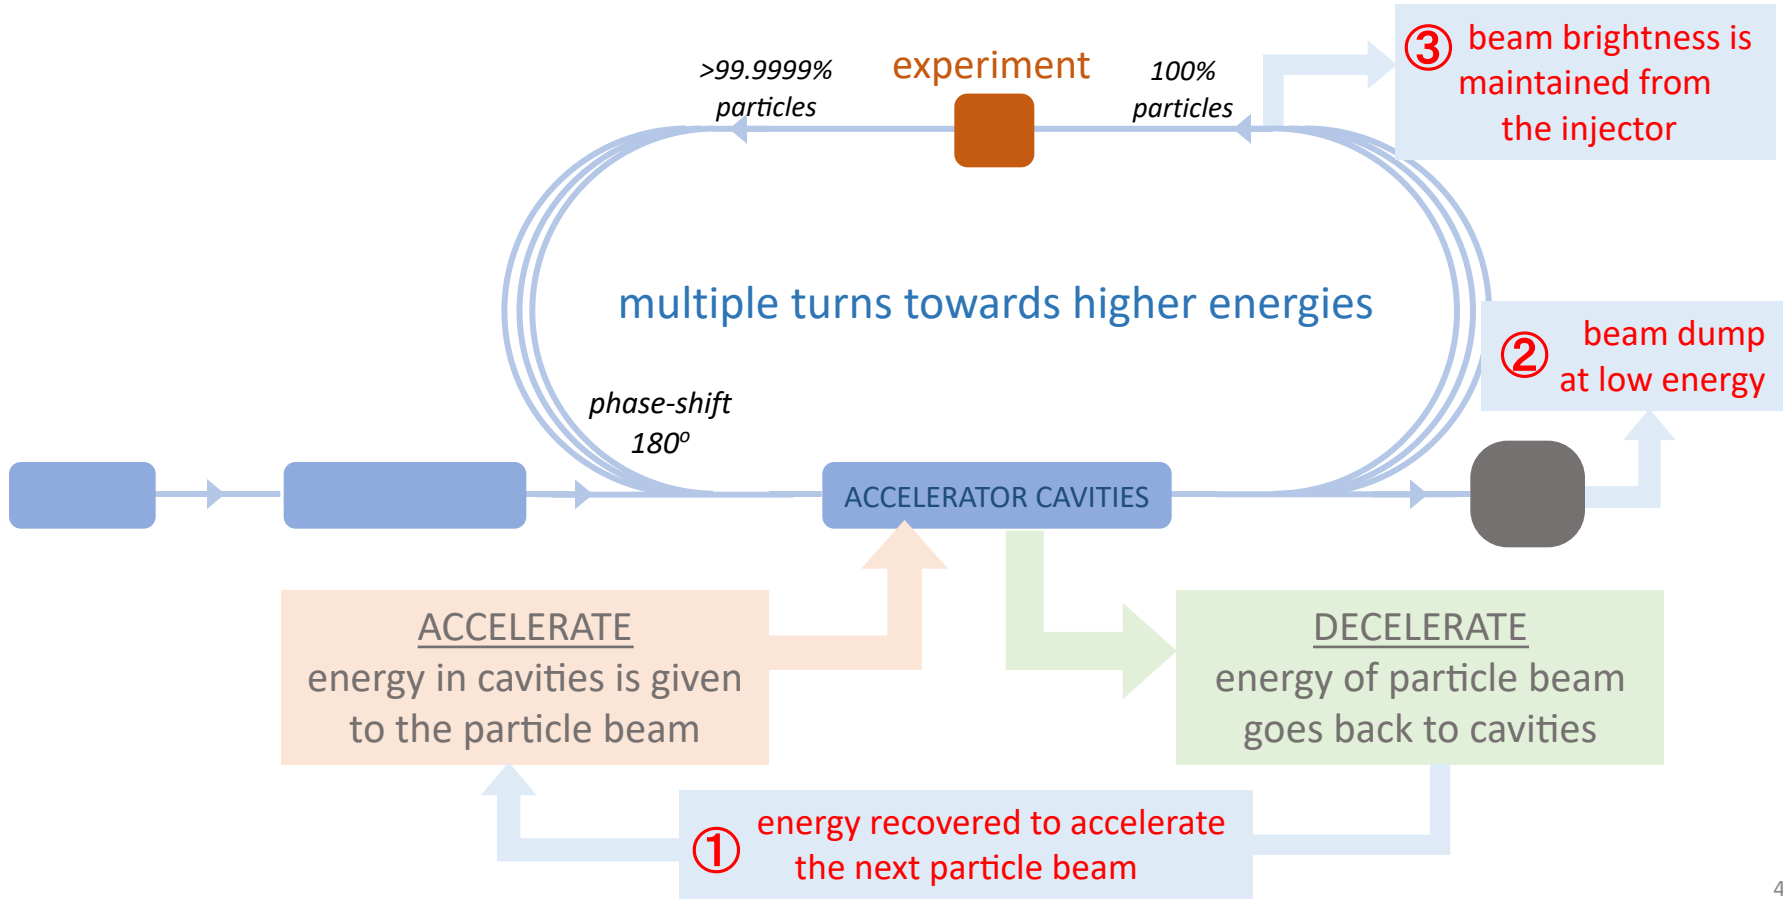 >99.9999%
particles
experiment
100%
particles
③ beam brightness is
maintained from
the injector
multiple turns towards higher energies
② beam dump
at low energy
phase-shift
180º
ACCELERATOR CAVITIES
ACCELERATE
energy in cavities is given
to the particle beam
DECELERATE
energy of particle beam
goes back to cavities
① energy recovered to accelerate
the next particle beam
4